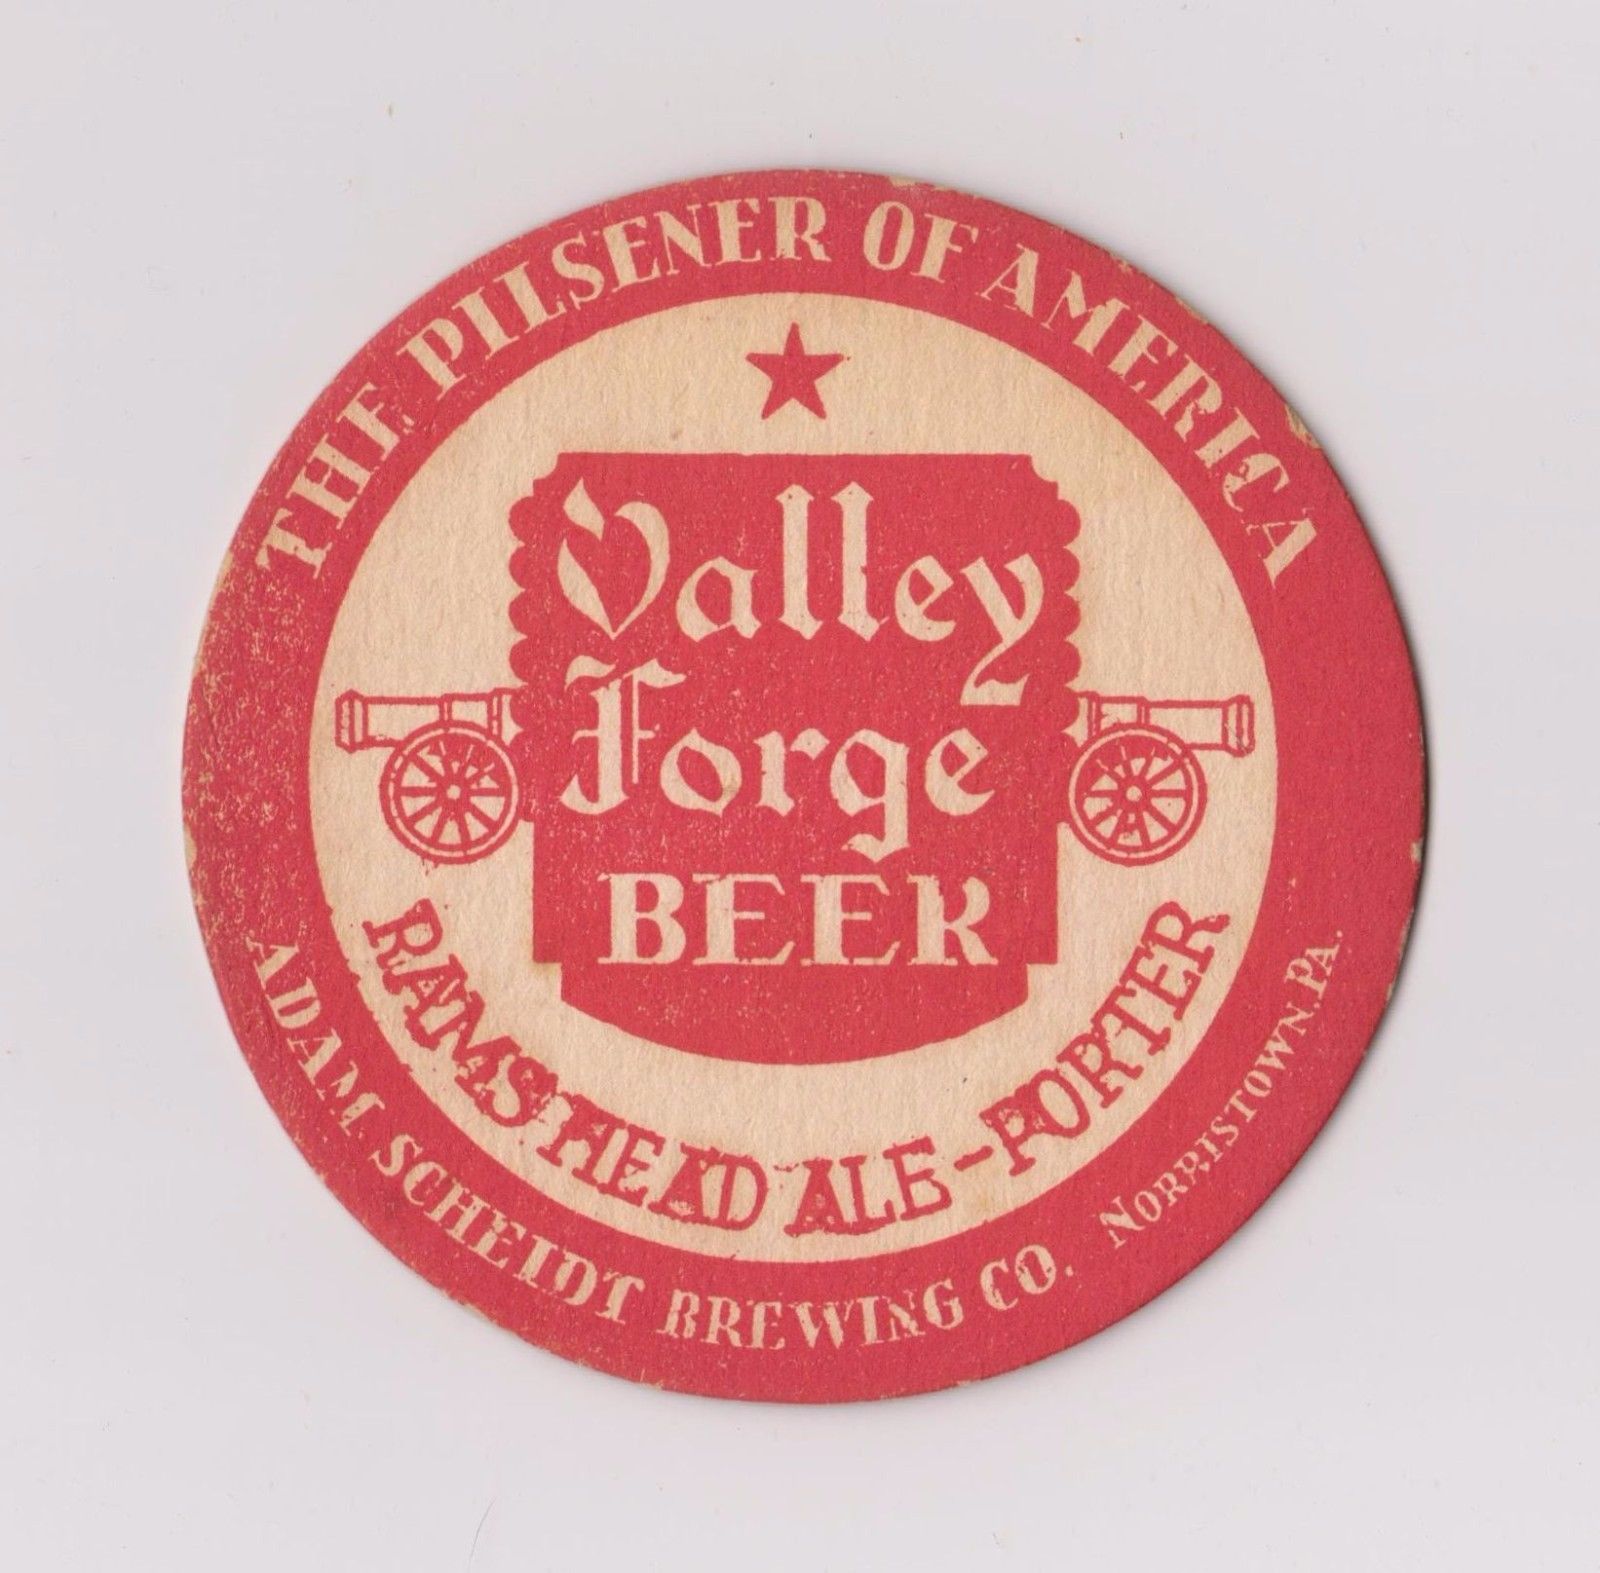 THE PILSENER OF AMERICA
Valley
Forge
BEER
RAMS HEAD ALE-PORTER
ADAM SCHEIDT BREWING CO. NORRISTOWN.PA.